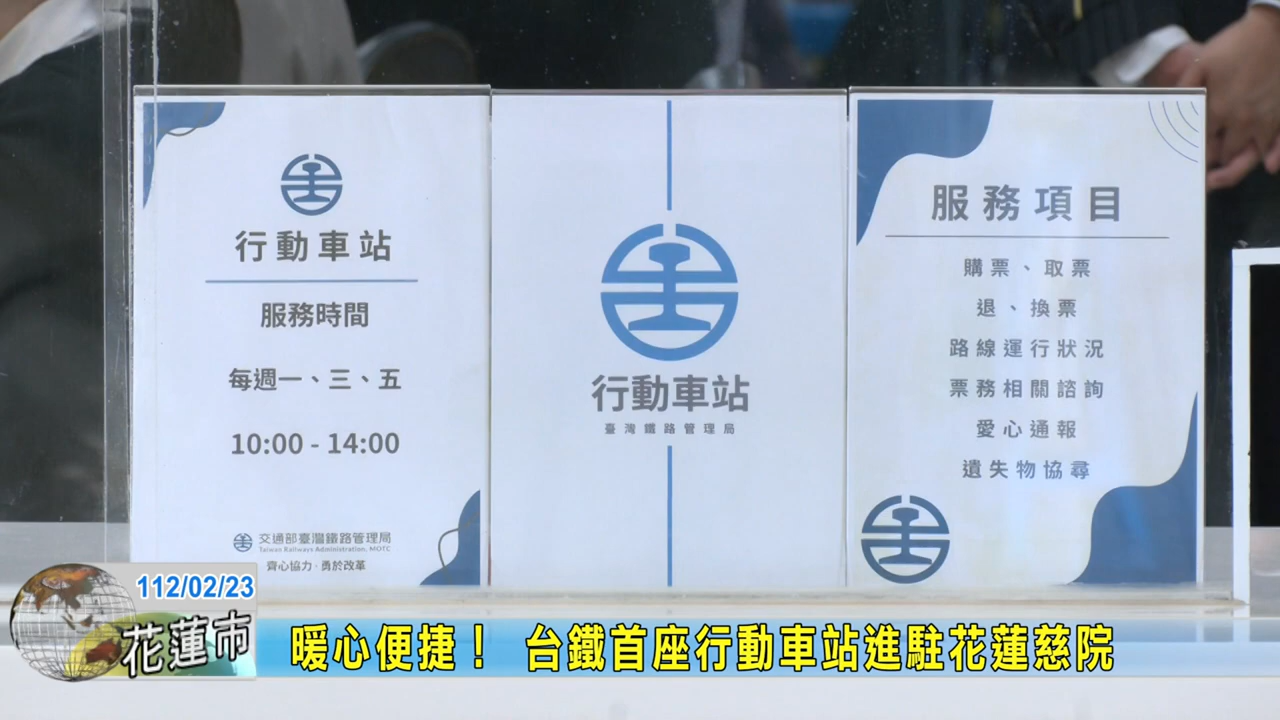 行動車站
服務時間
每週一、三、五
10:00 - 14:00
交通部臺灣鐵路管理局
Taiwan Railways Administration, MOTC
齊心協力·勇於改革
行動車站
臺灣鐵路管理局
服務項目
購票、取票
退、換票
路線運行狀況
票務相關諮詢
愛心通報
遺失物協尋
112/02/23
花蓮市
暖心便捷！ 台鐵首座行動車站進駐花蓮慈院